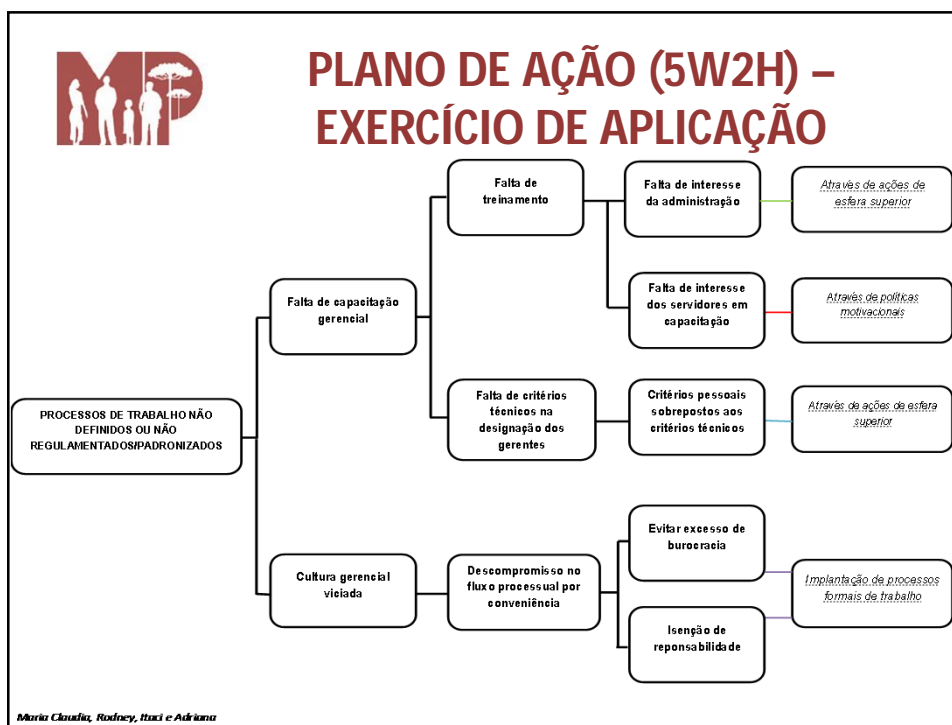 MP
PLANO DE AÇÃO (5W2H) –
EXERCÍCIO DE APLICAÇÃO
Falta de
treinamento
Falta de interesse
da administração
Através de ações de
esfera superior
Falta de capacitação
gerencial
Falta de interesse
dos servidores em
capacitação
Através de políticas
motivacionais
PROCESSOS DE TRABALHO NÃO
DEFINIDOS OU NÃO
REGULAMENTADOS/PADRONIZADOS
Falta de critérios
técnicos na
designação dos
gerentes
Critérios pessoais
sobrepostos aos
critérios técnicos
Através de ações de esfera
superior
Cultura gerencial
viciada
Descompromisso no
fluxo processual por
conveniência
Evitar excesso de
burocracia
Implantação de processos
formais de trabalho
Isenção de
reponsabilidade
Maria Claudia, Rodney, Itaci e Adriana